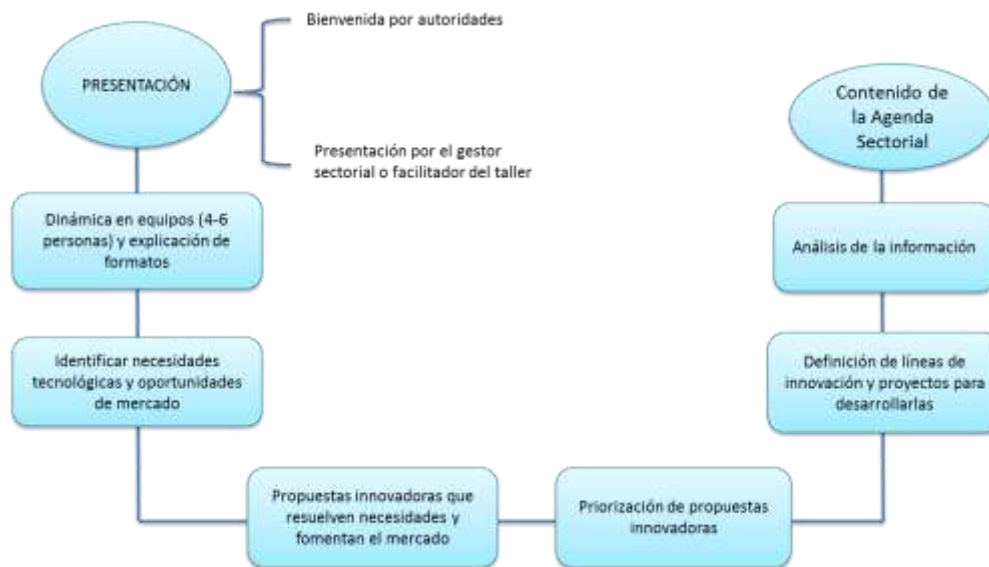 Bienvenida por autoridades
PRESENTACIÓN
Presentación por el gestor
sectorial o facilitador del taller
Dinámica en equipos (4-6
personas) y explicación de
formatos
Identificar necesidades
tecnológicas y oportunidades
de mercado
Propuestas innovadoras que
resuelven necesidades y
fomentan el mercado
Priorización de propuestas
innovadoras
Definición de líneas de
innovación y proyectos para
desarrollarlas
Análisis de la información
Contenido de
la Agenda
Sectorial